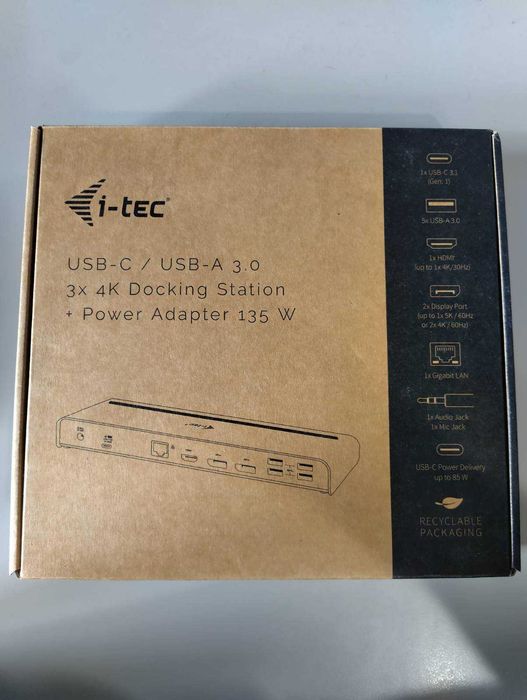 i-tec
USB-C / USB-A 3.0
3x 4K Docking Station
+ Power Adapter 135 W
i-tec
1x USB-C 3.1
(Gen. 1)
5x USB-A 3.0
1x HDMI
(up to 1x 4K/30Hz)
2x Display Port
(up to 1x 5K / 60Hz
or 2x 4K / 60Hz)
1x Gigabit LAN
1x Audio Jack
1x Mic Jack
USB-C Power Delivery
up to 85 W
RECYCLABLE
PACKAGING